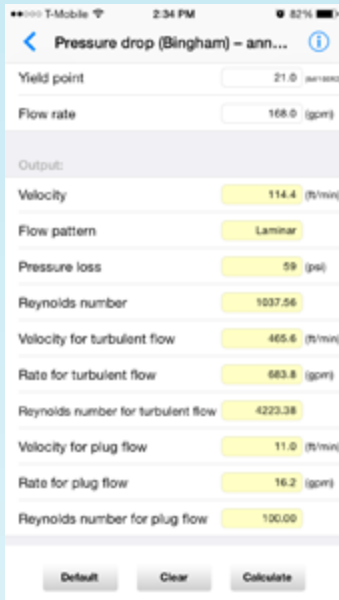 T-Mobile 2:34 PM 82%
Pressure drop (Bingham) – ann...
Yield point 21.0
Flow rate 168.0 (gpm)
Output:
Velocity 114.4 (ft/min)
Flow pattern Laminar
Pressure loss 59 (psi)
Reynolds number 1037.56
Velocity for turbulent flow 465.6 (ft/min)
Rate for turbulent flow 683.8 (gpm)
Reynolds number for turbulent flow 4223.38
Velocity for plug flow 11.0 (ft/min)
Rate for plug flow 16.2 (gpm)
Reynolds number for plug flow 100.00
Default Clear Calculate